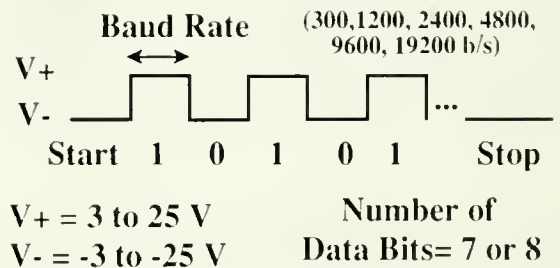 Baud Rate
(300,1200, 2400, 4800,
9600, 19200 b/s)
V+
V-
...
Start 1 0 1 0 1 Stop
V+ = 3 to 25 V
V- = -3 to -25 V
Number of
Data Bits= 7 or 8